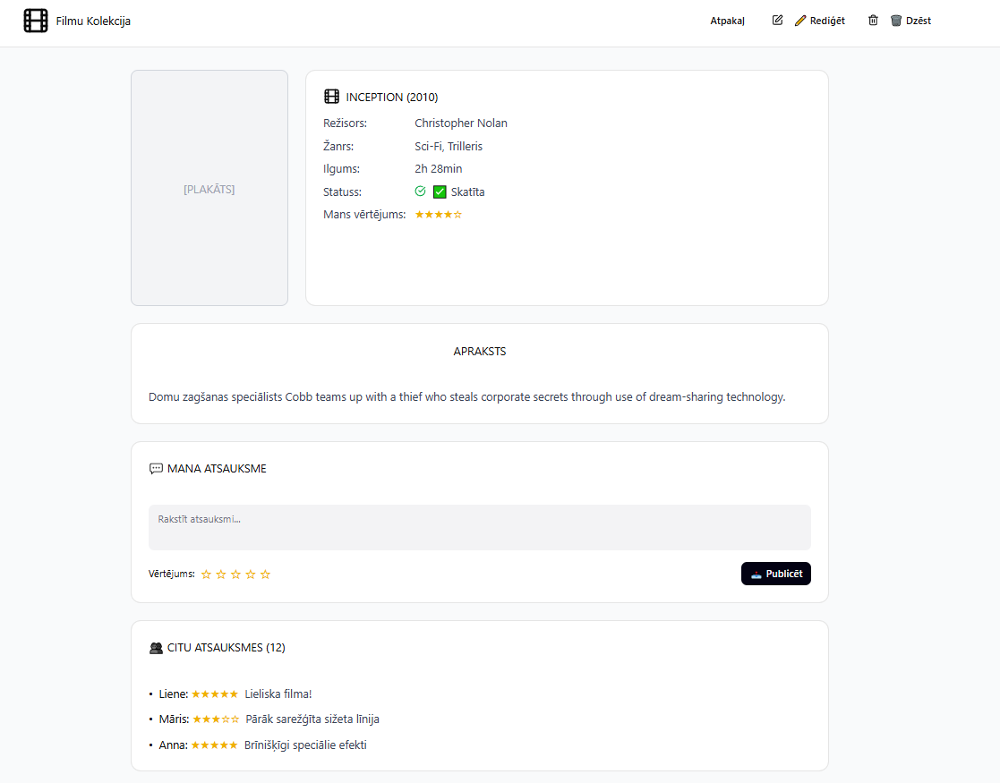 Filmu Kolekcija
Atpakaļ Rediģēt Dzēst
[PLAKĀTS]
INCEPTION (2010)
Režisors: Christopher Nolan
Žanrs: Sci-Fi, Trilleris
Ilgums: 2h 28min
Statuss: ✅ Skatīta
Mans vērtējums: ★★★★☆
APRAKSTS
Domu zagšanas speciālists Cobb teams up with a thief who steals corporate secrets through use of dream-sharing technology.
MANA ATSAUKSME
Rakstīt atsauksmi...
Vērtējums: ☆ ☆ ☆ ☆ ☆
Publicēt
CITU ATSAUKSMES (12)
• Liene: ★★★★★ Lieliska filma!
• Māris: ★★★☆☆ Pārāk sarežģīta sižeta līnija
• Anna: ★★★★★ Brīnišķīgi speciālie efekti